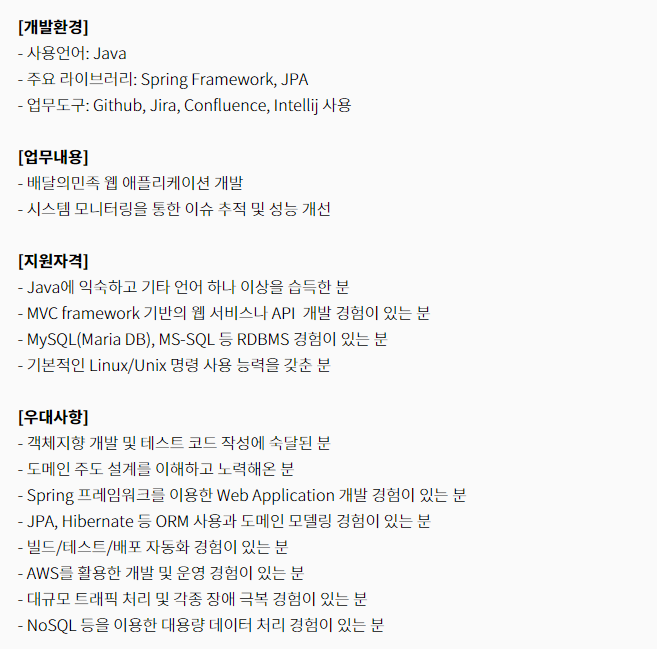 [개발환경]
- 사용언어: Java
- 주요 라이브러리: Spring Framework, JPA
- 업무도구: Github, Jira, Confluence, Intellij 사용
[업무내용]
- 배달의민족 웹 애플리케이션 개발
- 시스템 모니터링을 통한 이슈 추적 및 성능 개선
[지원자격]
- Java에 익숙하고 기타 언어 하나 이상을 습득한 분
- MVC framework 기반의 웹 서비스나 API 개발 경험이 있는 분
- MySQL(Maria DB), MS-SQL 등 RDBMS 경험이 있는 분
- 기본적인 Linux/Unix 명령 사용 능력을 갖춘 분
[우대사항]
- 객체지향 개발 및 테스트 코드 작성에 숙달된 분
- 도메인 주도 설계를 이해하고 노력해온 분
- Spring 프레임워크를 이용한 Web Application 개발 경험이 있는 분
- JPA, Hibernate 등 ORM 사용과 도메인 모델링 경험이 있는 분
- 빌드/테스트/배포 자동화 경험이 있는 분
- AWS를 활용한 개발 및 운영 경험이 있는 분
- 대규모 트래픽 처리 및 각종 장애 극복 경험이 있는 분
- NoSQL 등을 이용한 대용량 데이터 처리 경험이 있는 분